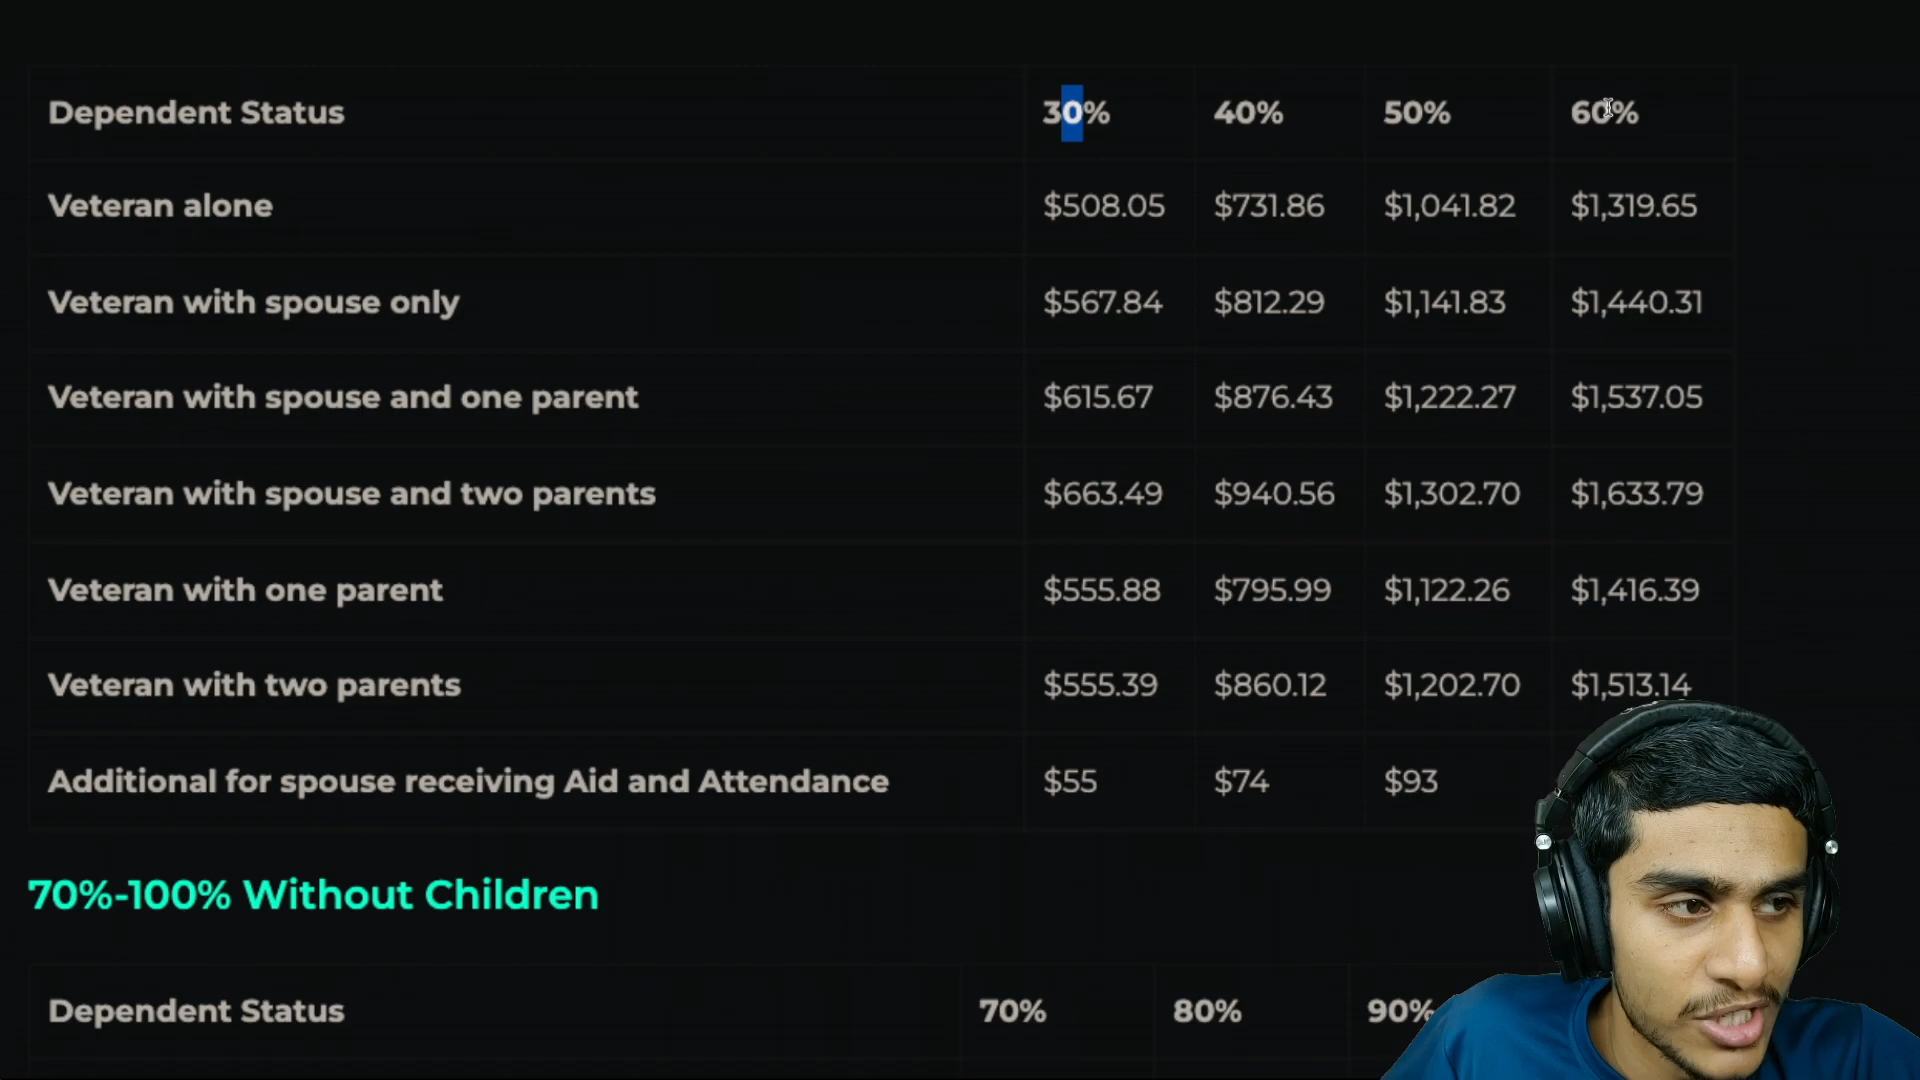 Dependent Status 30% 40% 50% 60%
Veteran alone $508.05 $731.86 $1,041.82 $1,319.65
Veteran with spouse only $567.84 $812.29 $1,141.83 $1,440.31
Veteran with spouse and one parent $615.67 $876.43 $1,222.27 $1,537.05
Veteran with spouse and two parents $663.49 $940.56 $1,302.70 $1,633.79
Veteran with one parent $555.88 $795.99 $1,122.26 $1,416.39
Veteran with two parents $555.39 $860.12 $1,202.70 $1,513.14
Additional for spouse receiving Aid and Attendance $55 $74 $93
70%-100% Without Children
Dependent Status 70% 80% 90%